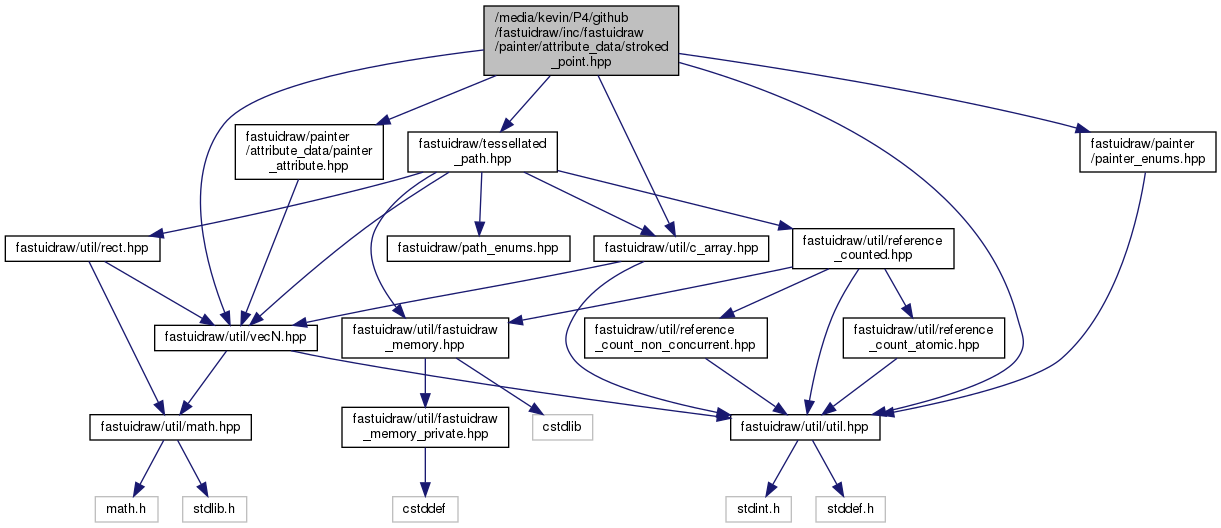 /media/kevin/P4/github
/fastuidraw/inc/fastuidraw
/painter/attribute_data/stroked
_point.hpp
fastuidraw/painter
/attribute_data/painter
_attribute.hpp
fastuidraw/tessellated
_path.hpp
fastuidraw/painter
/painter_enums.hpp
fastuidraw/util/rect.hpp
fastuidraw/path_enums.hpp
fastuidraw/util/c_array.hpp
fastuidraw/util/reference
_counted.hpp
fastuidraw/util/vecN.hpp
fastuidraw/util/fastuidraw
_memory.hpp
fastuidraw/util/reference
_count_non_concurrent.hpp
fastuidraw/util/reference
_count_atomic.hpp
fastuidraw/util/math.hpp
fastuidraw/util/fastuidraw
_memory_private.hpp
cstdlib
fastuidraw/util/util.hpp
math.h
stdlib.h
cstddef
stdint.h
stddef.h